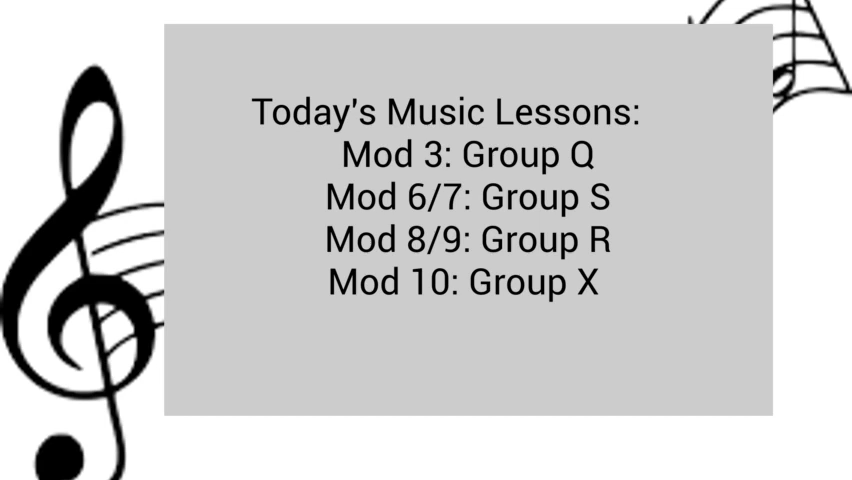 Today's Music Lessons:
Mod 3: Group Q
Mod 6/7: Group S
Mod 8/9: Group R
Mod 10: Group X